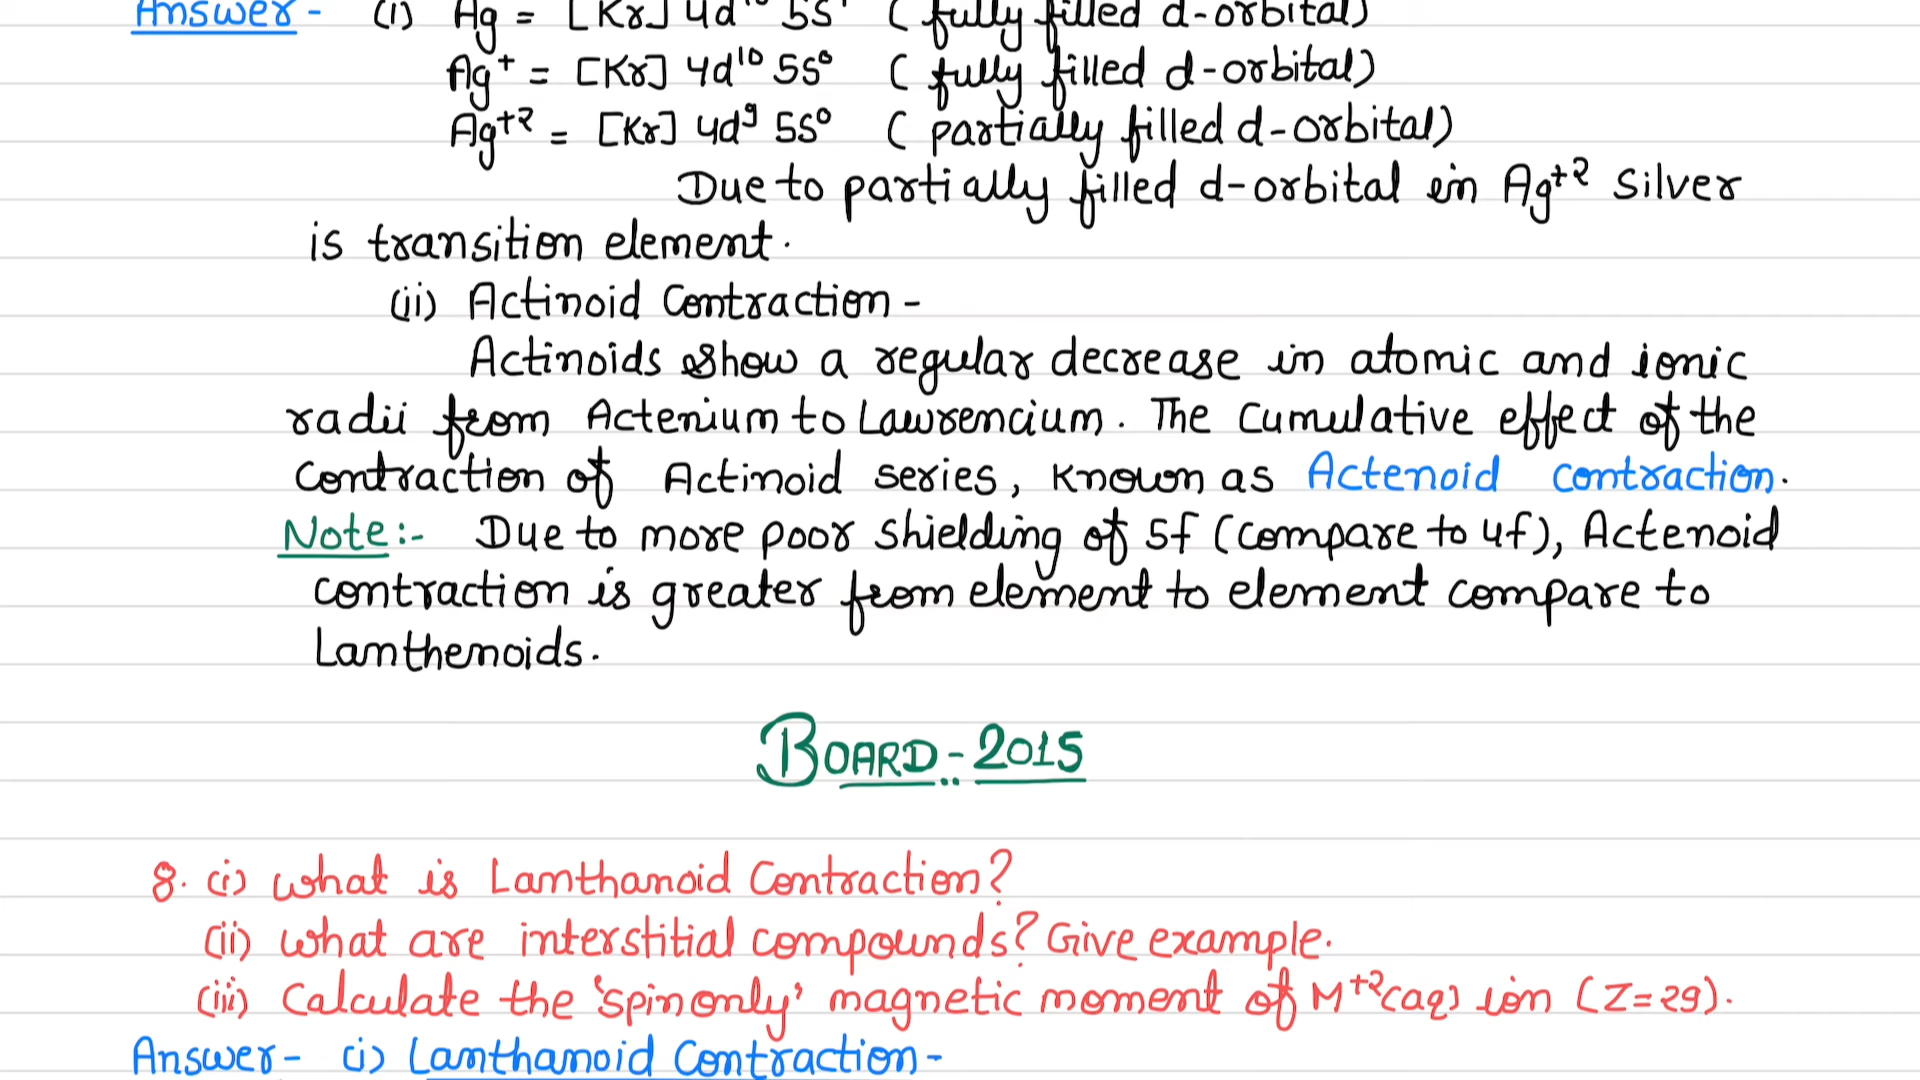 Answer - (i) Ag = [Kr] 4d¹⁰ 5s¹ ( fully filled d-orbital)
Ag⁺ = [Kr] 4d¹⁰ 5s⁰ ( fully filled d-orbital)
Ag⁺² = [Kr] 4d⁹ 5s⁰ ( partially filled d-orbital)
Due to partially filled d-orbital in Ag⁺² Silver
is transition element.
(ii) Actinoid Contraction -
Actinoids show a regular decrease in atomic and ionic
radii from Actenium to Lawrencium. The cumulative effect of the
contraction of Actinoid series, known as Actenoid contraction.
Note:- Due to more poor shielding of 5f (compare to 4f), Actenoid
contraction is greater from element to element compare to
Lanthenoids.
BOARD - 2015
8. (i) what is Lanthanoid Contraction?
(ii) what are interstitial compounds? Give example.
(iii) Calculate the 'spin only' magnetic moment of M⁺²(aq) ion (Z=29).
Answer - (i) Lanthanoid Contraction -